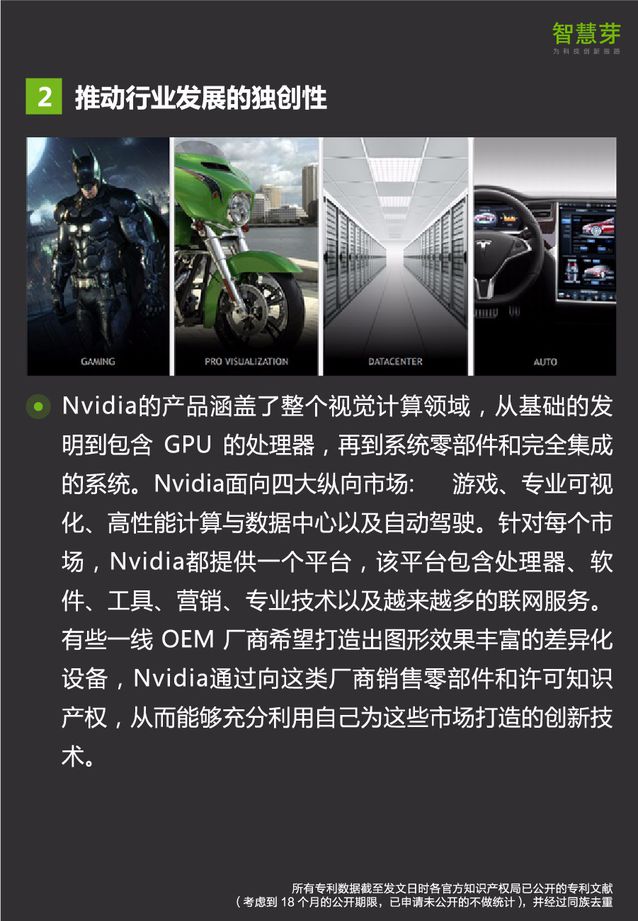 智慧芽
为科技创新指路
2 推动行业发展的独创性
GAMING
PRO VISUALIZATION
DATACENTER
AUTO
Nvidia的产品涵盖了整个视觉计算领域，从基础的发
明到包含 GPU 的处理器，再到系统零部件和完全集成
的系统。Nvidia面向四大纵向市场: 游戏、专业可视
化、高性能计算与数据中心以及自动驾驶。针对每个市
场，Nvidia都提供一个平台，该平台包含处理器、软
件、工具、营销、专业技术以及越来越多的联网服务。
有些一线 OEM 厂商希望打造出图形效果丰富的差异化
设备，Nvidia通过向这类厂商销售零部件和许可知识
产权，从而能够充分利用自己为这些市场打造的创新技
术。
所有专利数据截至发文日时各官方知识产权局已公开的专利文献
（考虑到 18 个月的公开期限，已申请未公开的不做统计），并经过同族去重